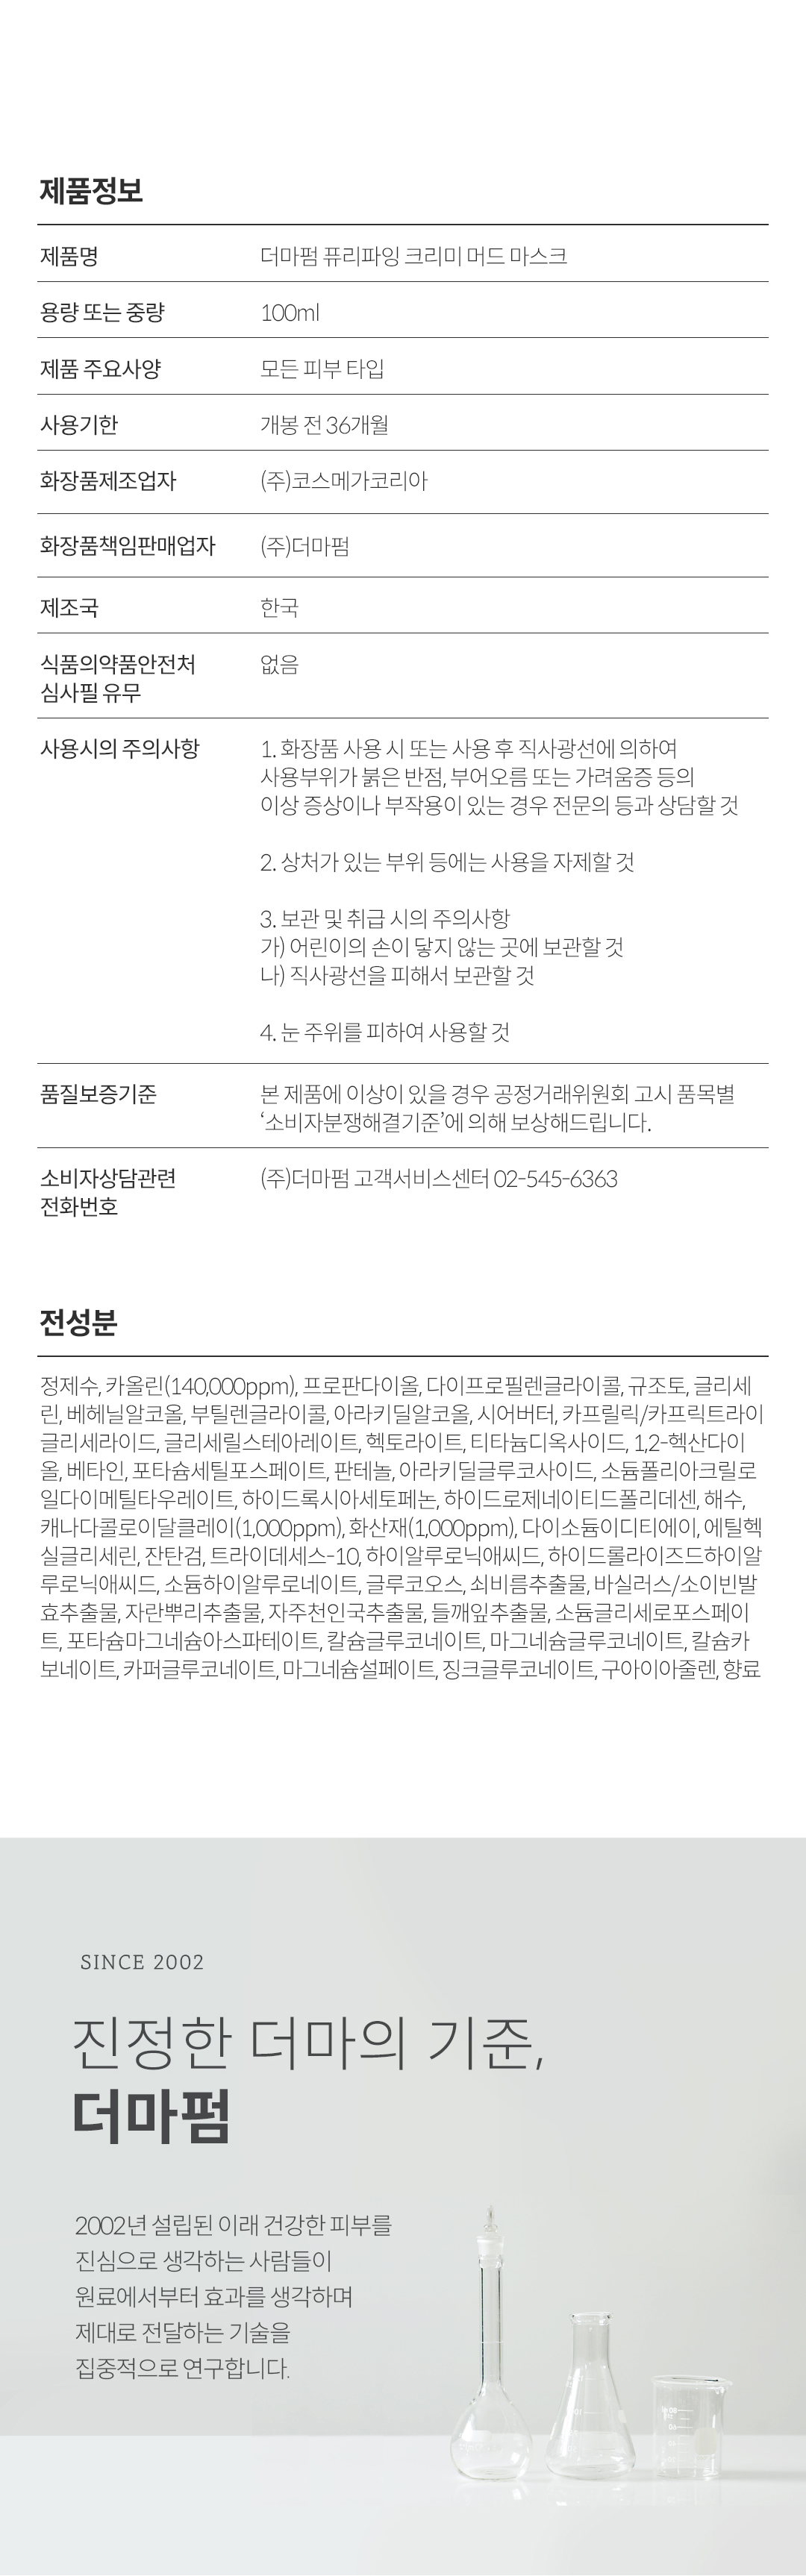 제품정보
제품명 더마펌 퓨리파잉 크리미 머드 마스크
용량 또는 중량 100ml
제품 주요사양 모든 피부 타입
사용기한 개봉 전 36개월
화장품제조업자 (주)코스메가코리아
화장품책임판매업자 (주)더마펌
제조국 한국
식품의약품안전처 없음
심사필 유무
사용시의 주의사항 1. 화장품 사용 시 또는 사용 후 직사광선에 의하여
사용부위가 붉은 반점, 부어오름 또는 가려움증 등의
이상 증상이나 부작용이 있는 경우 전문의 등과 상담할 것
2. 상처가 있는 부위 등에는 사용을 자제할 것
3. 보관 및 취급 시의 주의사항
가) 어린이의 손이 닿지 않는 곳에 보관할 것
나) 직사광선을 피해서 보관할 것
4. 눈 주위를 피하여 사용할 것
품질보증기준 본 제품에 이상이 있을 경우 공정거래위원회 고시 품목별
‘소비자분쟁해결기준’에 의해 보상해드립니다.
소비자상담관련 (주)더마펌 고객서비스센터 02-545-6363
전화번호
전성분
정제수, 카올린(140,000ppm), 프로판다이올, 다이프로필렌글라이콜, 규조토, 글리세
린, 베헤닐알코올, 부틸렌글라이콜, 아라키딜알코올, 시어버터, 카프릴릭/카프릭트라이
글리세라이드, 글리세릴스테아레이트, 헥토라이트, 티타늄디옥사이드, 1,2-헥산다이
올, 베타인, 포타슘세틸포스페이트, 판테놀, 아라키딜글루코사이드, 소듐폴리아크릴로
일다이메틸타우레이트, 하이드록시아세토페논, 하이드로제네이티드폴리데센, 해수,
캐나다콜로이달클레이(1,000ppm), 화산재(1,000ppm), 다이소듐이디티에이, 에틸헥
실글리세린, 잔탄검, 트라이데세스-10, 하이알루로닉애씨드, 하이드롤라이즈드하이알
루로닉애씨드, 소듐하이알루로네이트, 글루코오스, 쇠비름추출물, 바실러스/소이빈발
효추출물, 자란뿌리추출물, 자주천인국추출물, 들깨잎추출물, 소듐글리세로포스페이
트, 포타슘마그네슘아스파테이트, 칼슘글루코네이트, 마그네슘글루코네이트, 칼슘카
보네이트, 카퍼글루코네이트, 마그네슘설페이트, 징크글루코네이트, 구아이아줄렌, 향료
SINCE 2002
진정한 더마의 기준,
더마펌
2002년 설립된 이래 건강한 피부를
진심으로 생각하는 사람들이
원료에서부터 효과를 생각하며
제대로 전달하는 기술을
집중적으로 연구합니다.